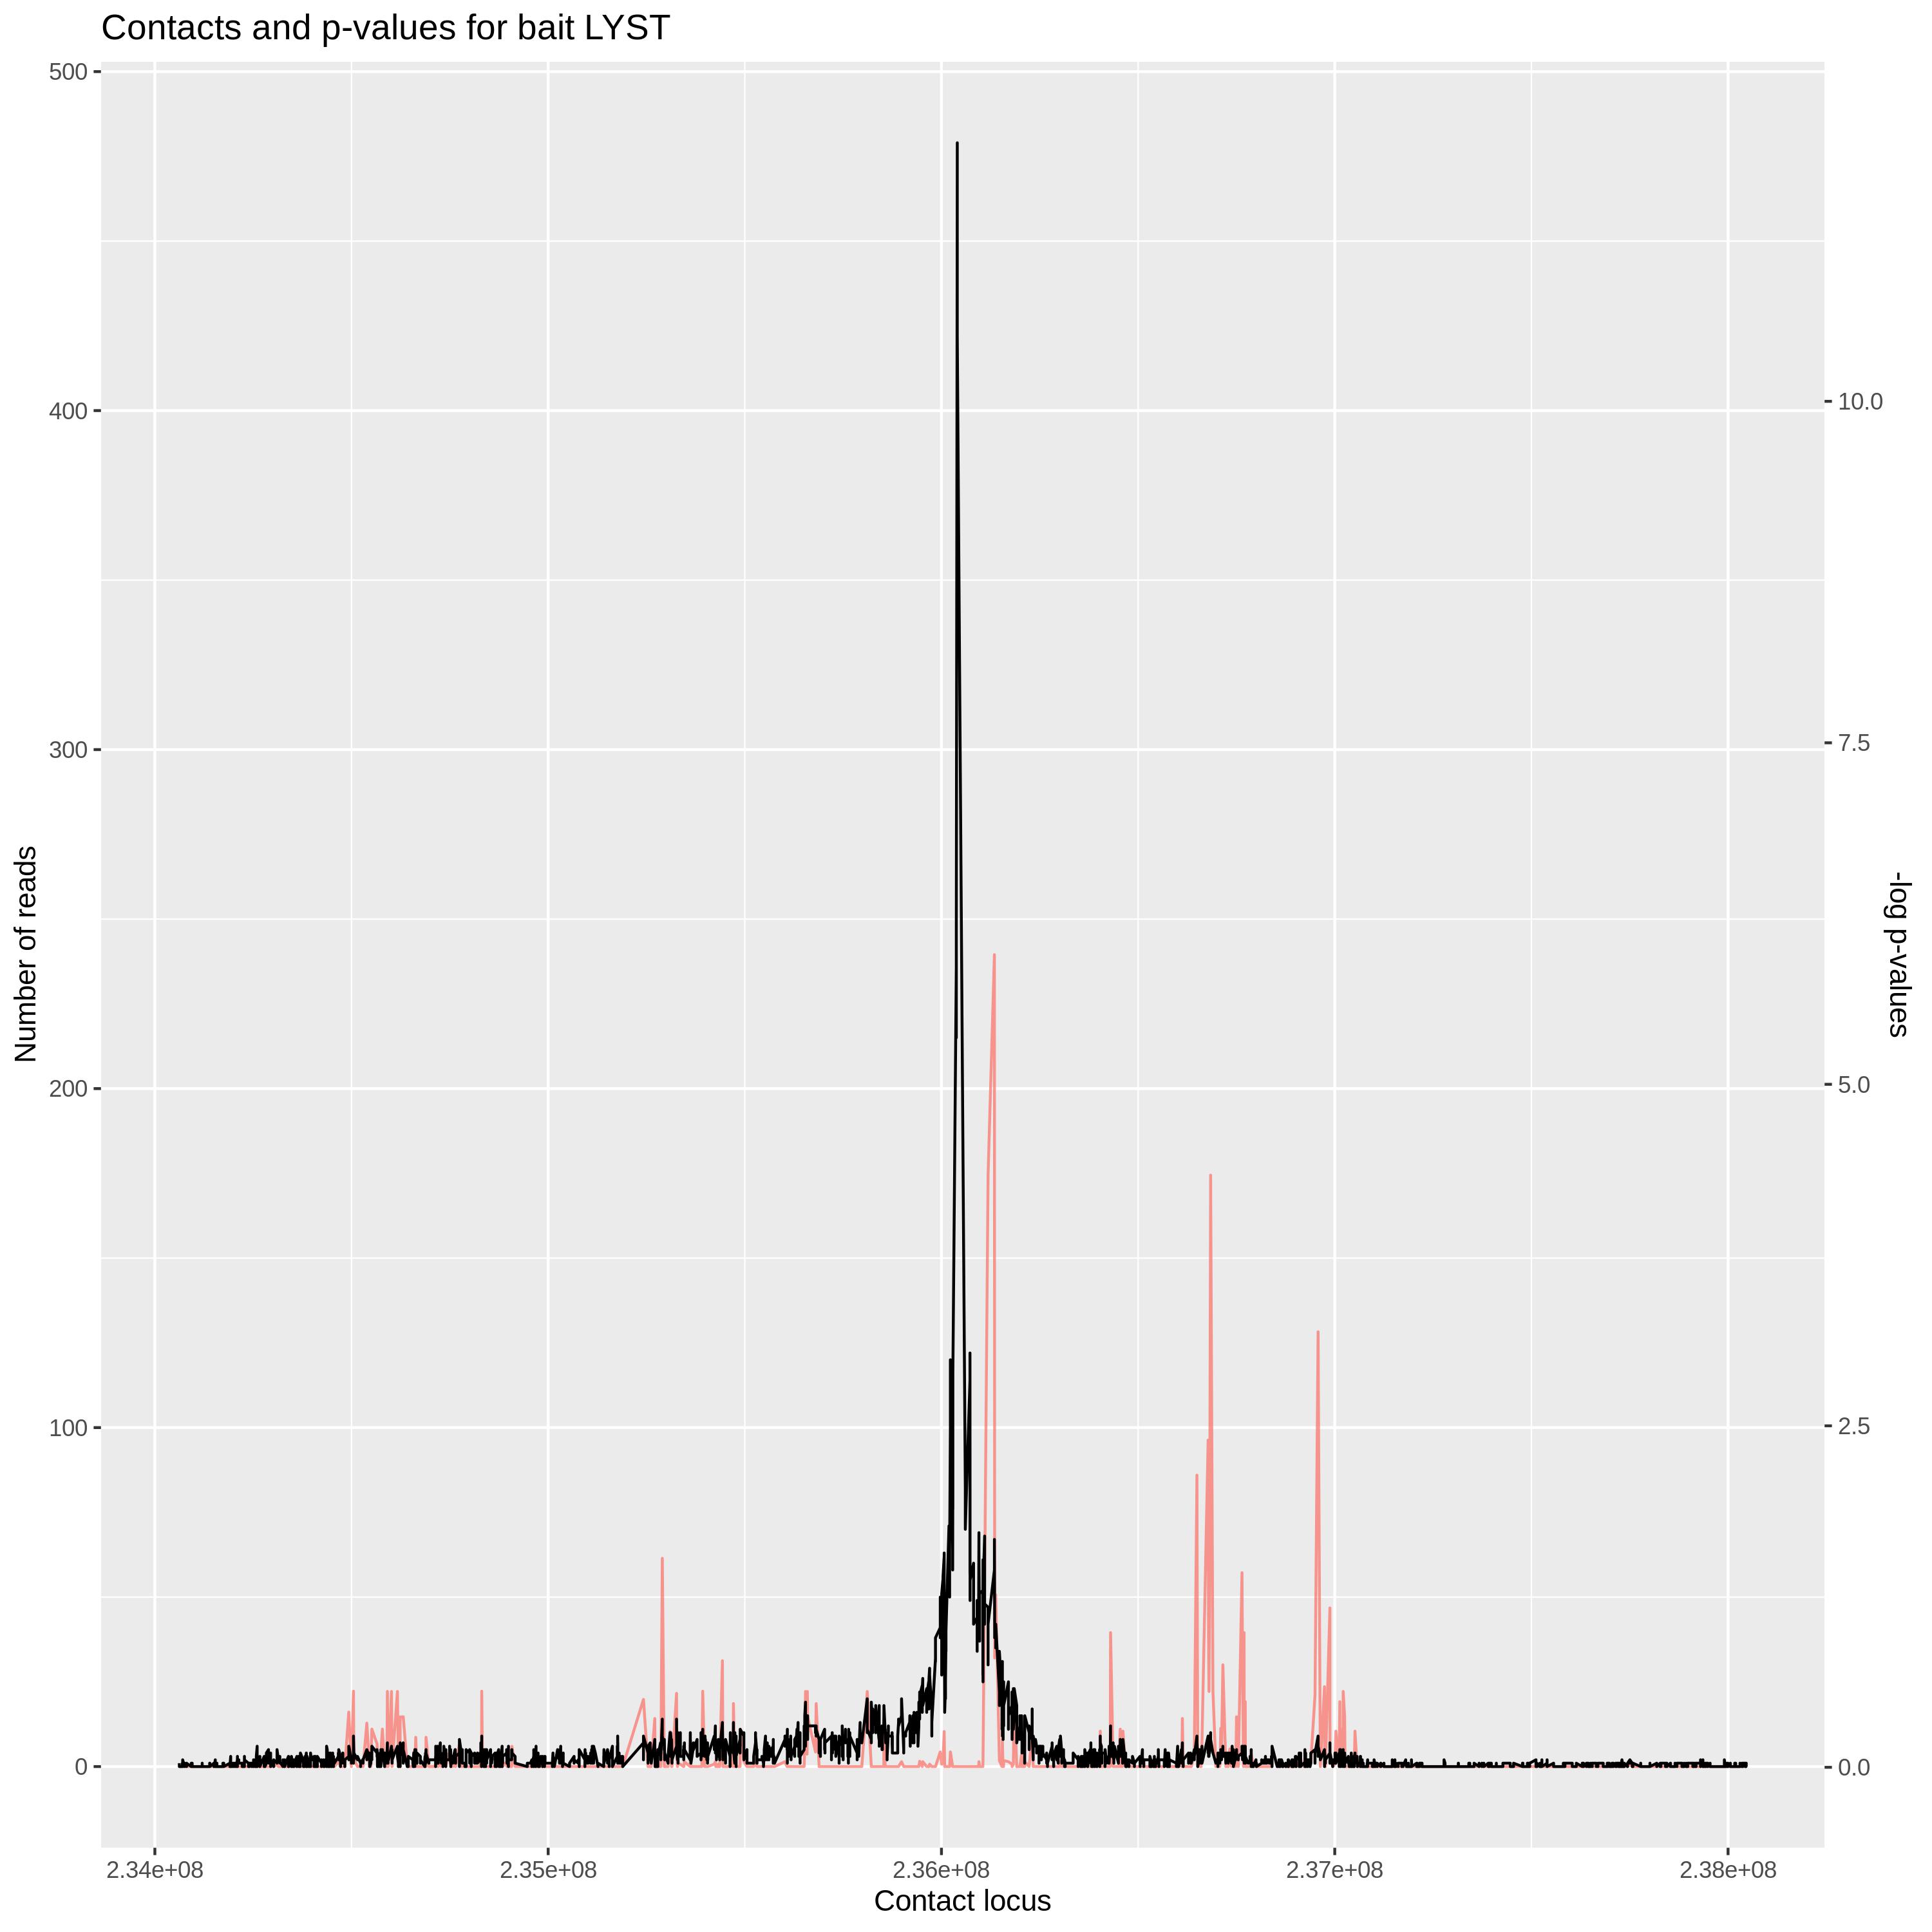 Contacts and p-values for bait LYST
500
400
300
200
100
0
Number of reads
10.0
7.5
5.0
2.5
0.0
-log p-values
2.34e+08
2.35e+08
2.36e+08
2.37e+08
2.38e+08
Contact locus